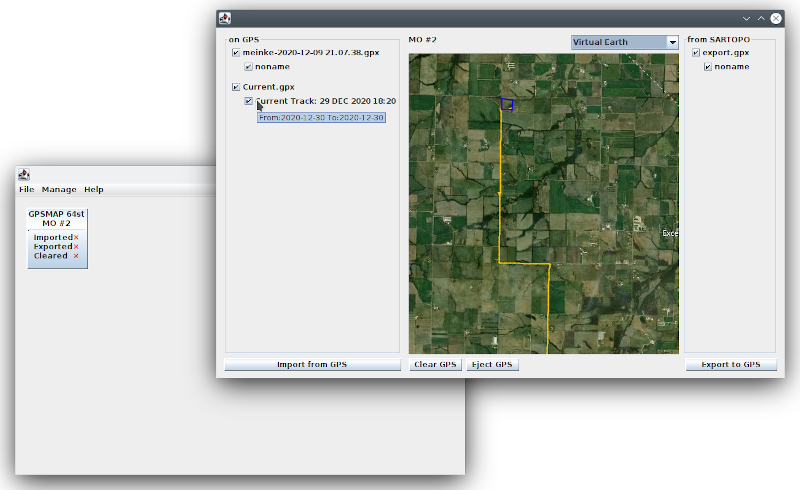 on GPS
meinke-2020-12-09 21.07.38.gpx
noname
Current.gpx
Current Track: 29 DEC 2020 18:20
From:2020-12-30 To:2020-12-30
Import from GPS
MO #2
Virtual Earth
Exce
Clear GPS
Eject GPS
from SARTOPO
export.gpx
noname
Export to GPS
File Manage Help
GPSMAP 64st
MO #2
Imported×
Exported×
Cleared ×